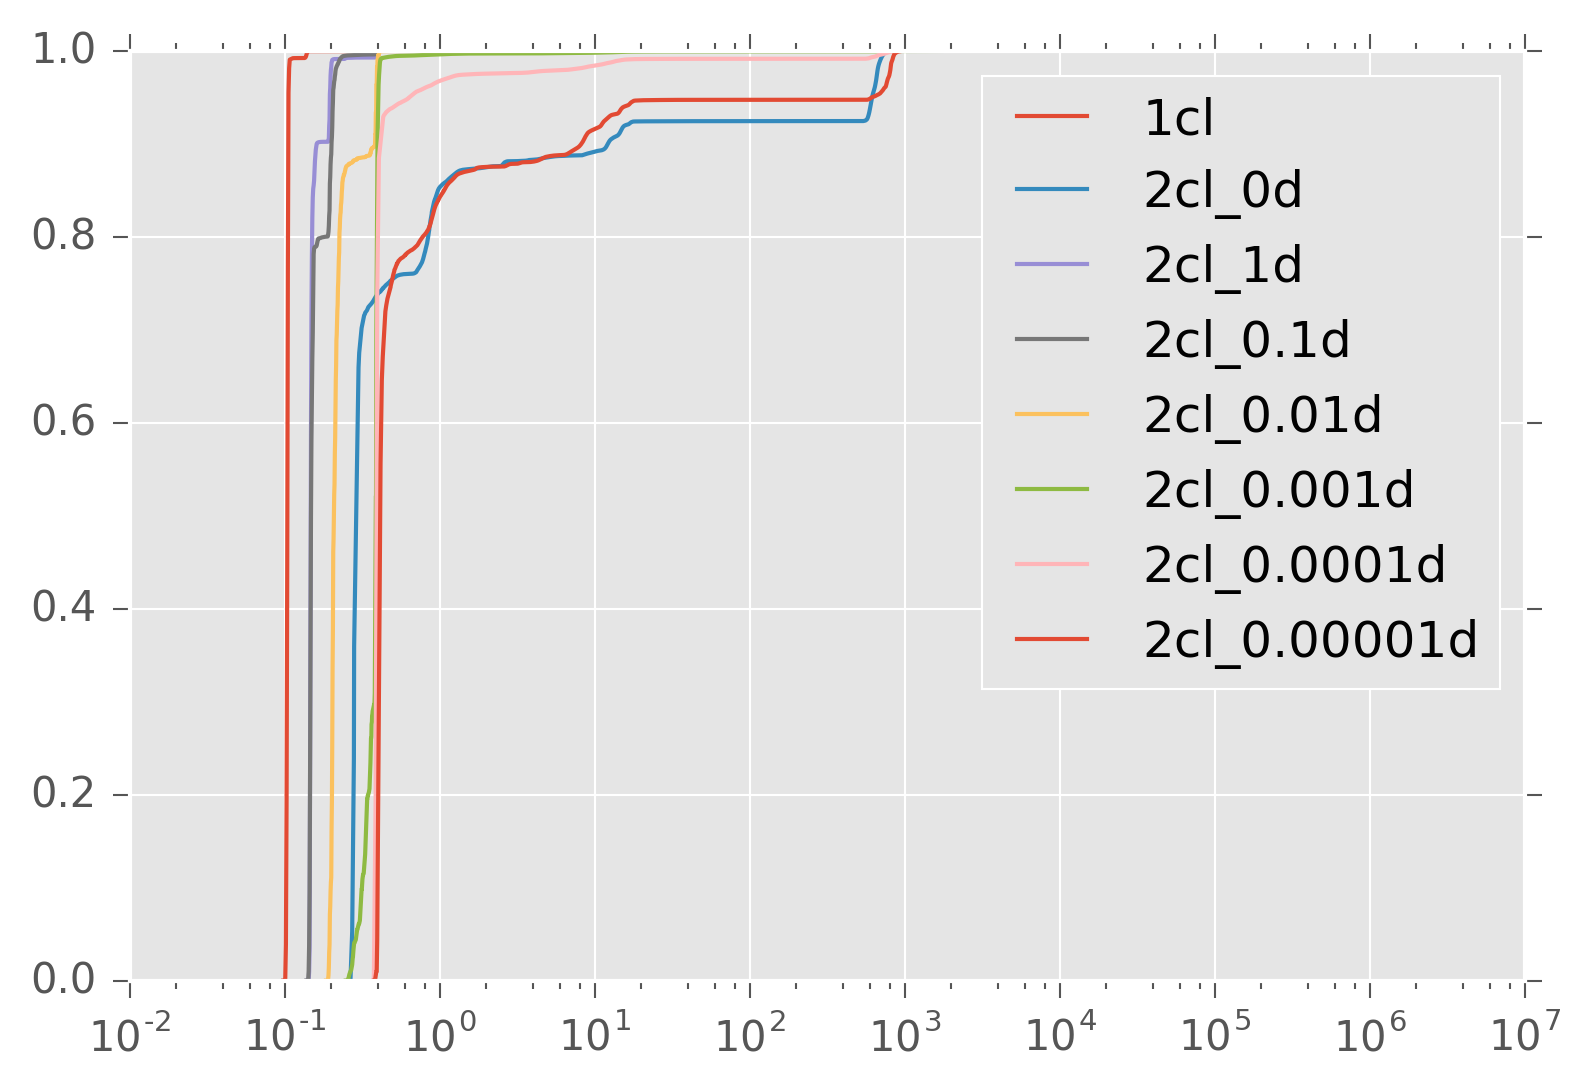 1.0
0.8
0.6
0.4
0.2
0.0
10⁻² 10⁻¹ 10⁰ 10¹ 10² 10³ 10⁴ 10⁵ 10⁶ 10⁷
1cl
2cl_0d
2cl_1d
2cl_0.1d
2cl_0.01d
2cl_0.001d
2cl_0.0001d
2cl_0.00001d